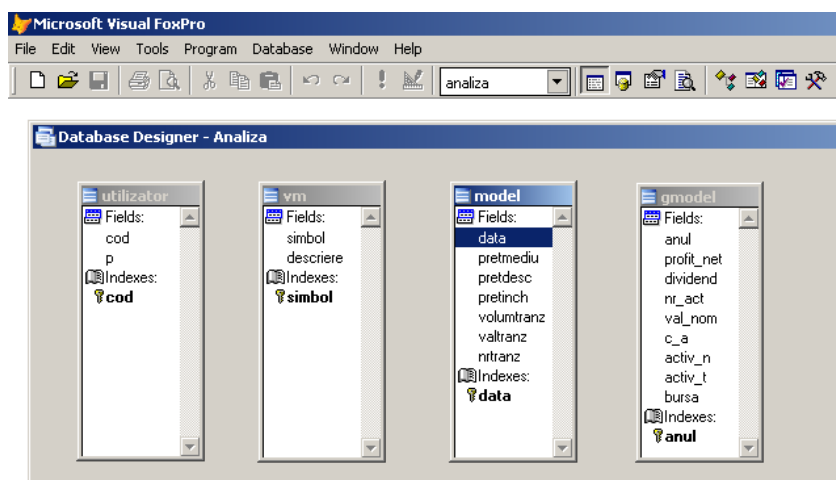 Microsoft Visual FoxPro
File Edit View Tools Program Database Window Help
analiza
Database Designer - Analiza
utilizator
Fields:
cod
p
Indexes:
cod
vm
Fields:
simbol
descriere
Indexes:
simbol
model
Fields:
data
pretmediu
pretdesc
pretinch
volumtranz
valtranz
nrtranz
Indexes:
data
gmodel
Fields:
anul
profit_net
dividend
nr_act
val_nom
c_a
activ_n
activ_t
bursa
Indexes:
anul